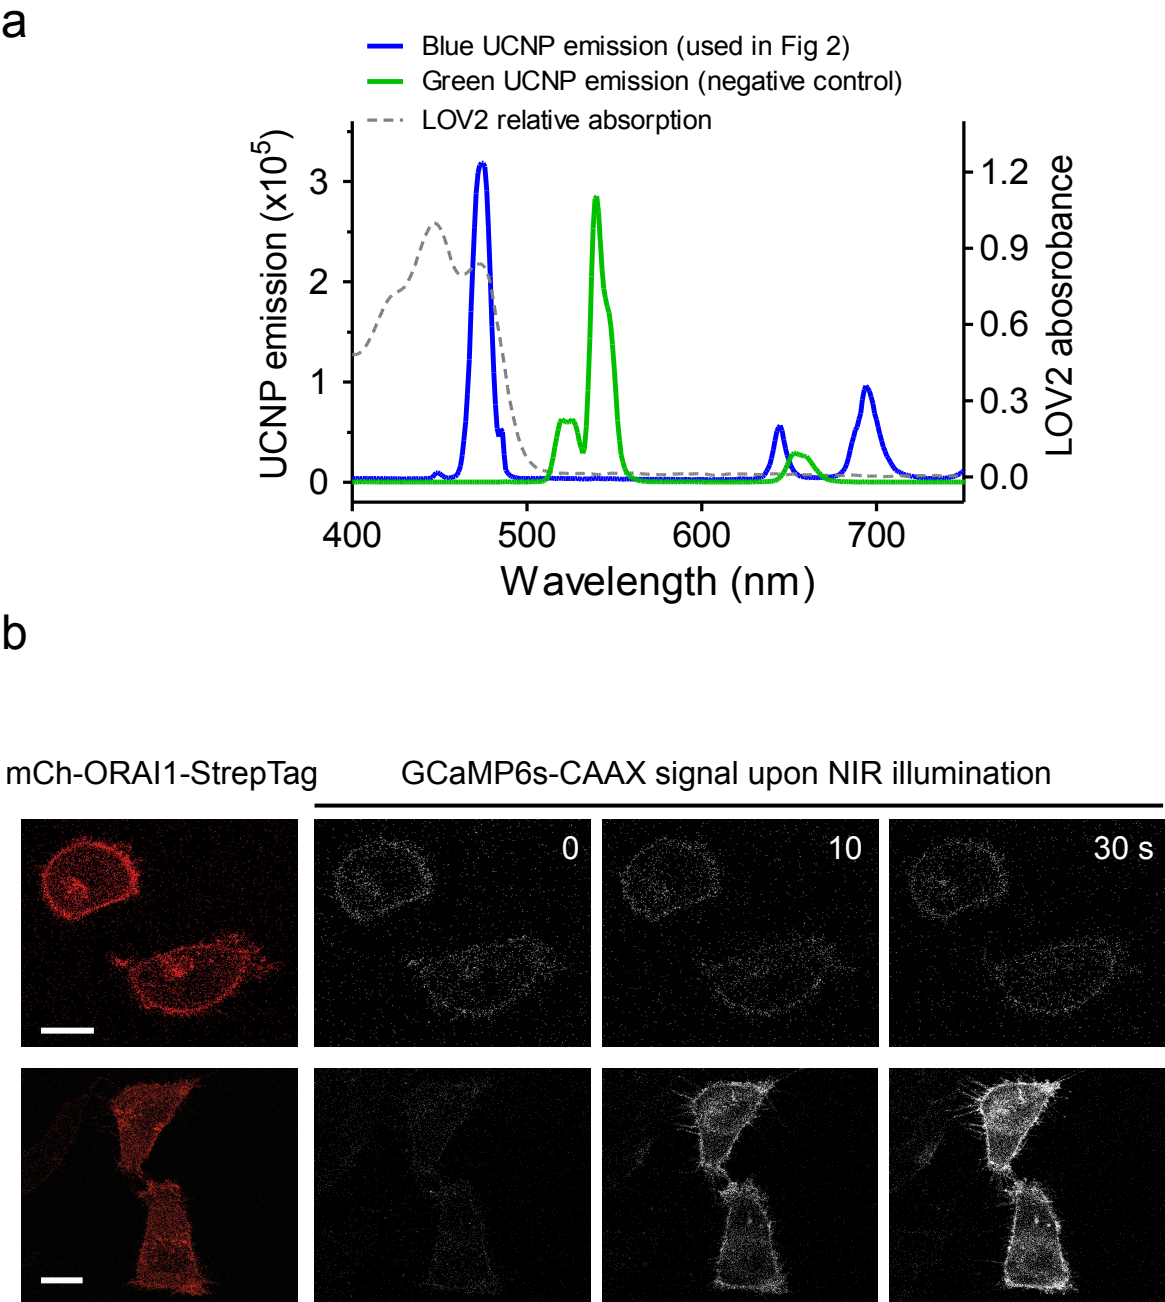 a
Blue UCNP emission (used in Fig 2)
Green UCNP emission (negative control)
LOV2 relative absorption
UCNP emission (x10⁵)
3
2
1
0
1.2
0.9
0.6
0.3
0.0
LOV2 abosrobance
400 500 600 700
Wavelength (nm)
b
mCh-ORAI1-StrepTag GCaMP6s-CAAX signal upon NIR illumination
0 10 30 s